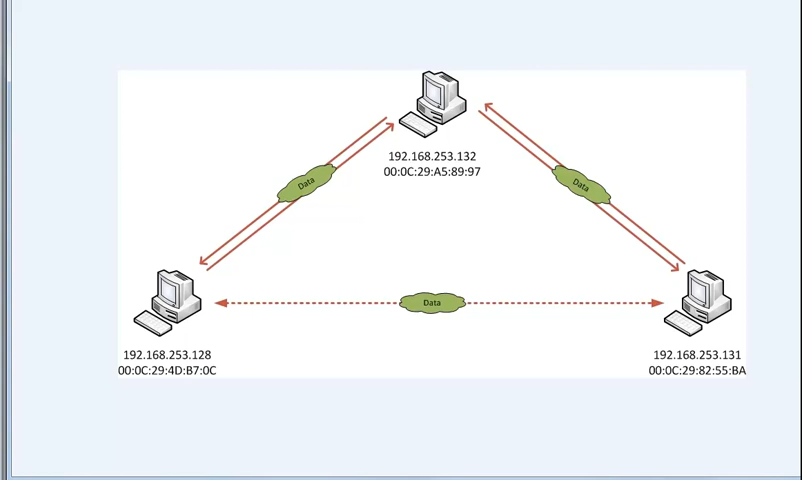 192.168.253.132
00:0C:29:A5:89:97
Data
Data
Data
192.168.253.128
00:0C:29:4D:B7:0C
192.168.253.131
00:0C:29:82:55:BA